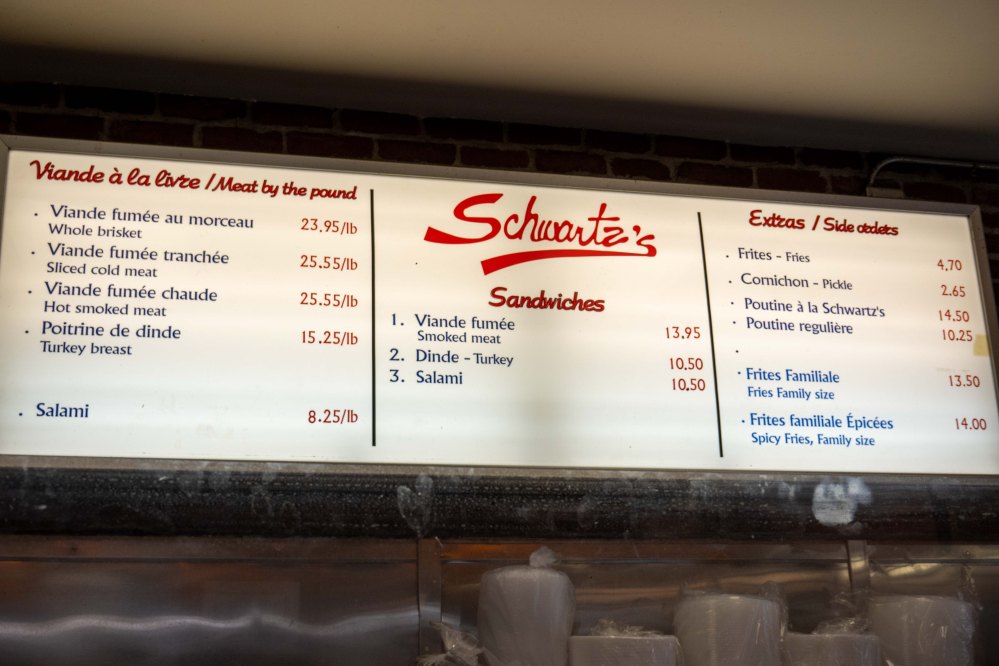 Viande à la livre / Meat by the pound
. Viande fumée au morceau 23.95/lb
Whole brisket
. Viande fumée tranchée 25.55/lb
Sliced cold meat
. Viande fumée chaude 25.55/lb
Hot smoked meat
. Poitrine de dinde 15.25/lb
Turkey breast
. Salami 8.25/lb
Schwartz's
Sandwiches
1. Viande fumée 13.95
Smoked meat
2. Dinde - Turkey 10.50
3. Salami 10.50
Extras / Side orders
. Frites - Fries 4.70
. Cornichon - Pickle 2.65
. Poutine à la Schwartz's 14.50
. Poutine regulière 10.25
.
. Frites Familiale 13.50
Fries Family size
. Frites familiale Épicées 14.00
Spicy Fries, Family size